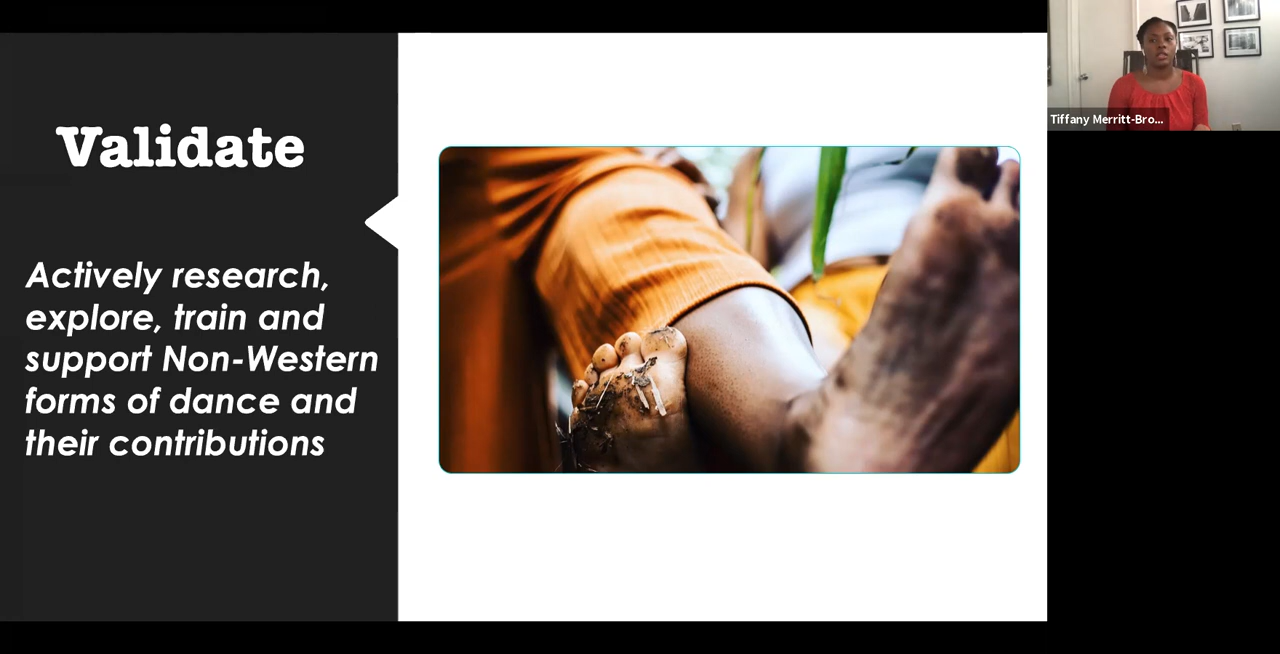 Validate
Actively research,
explore, train and
support Non-Western
forms of dance and
their contributions
Tiffany Merritt-Bro...